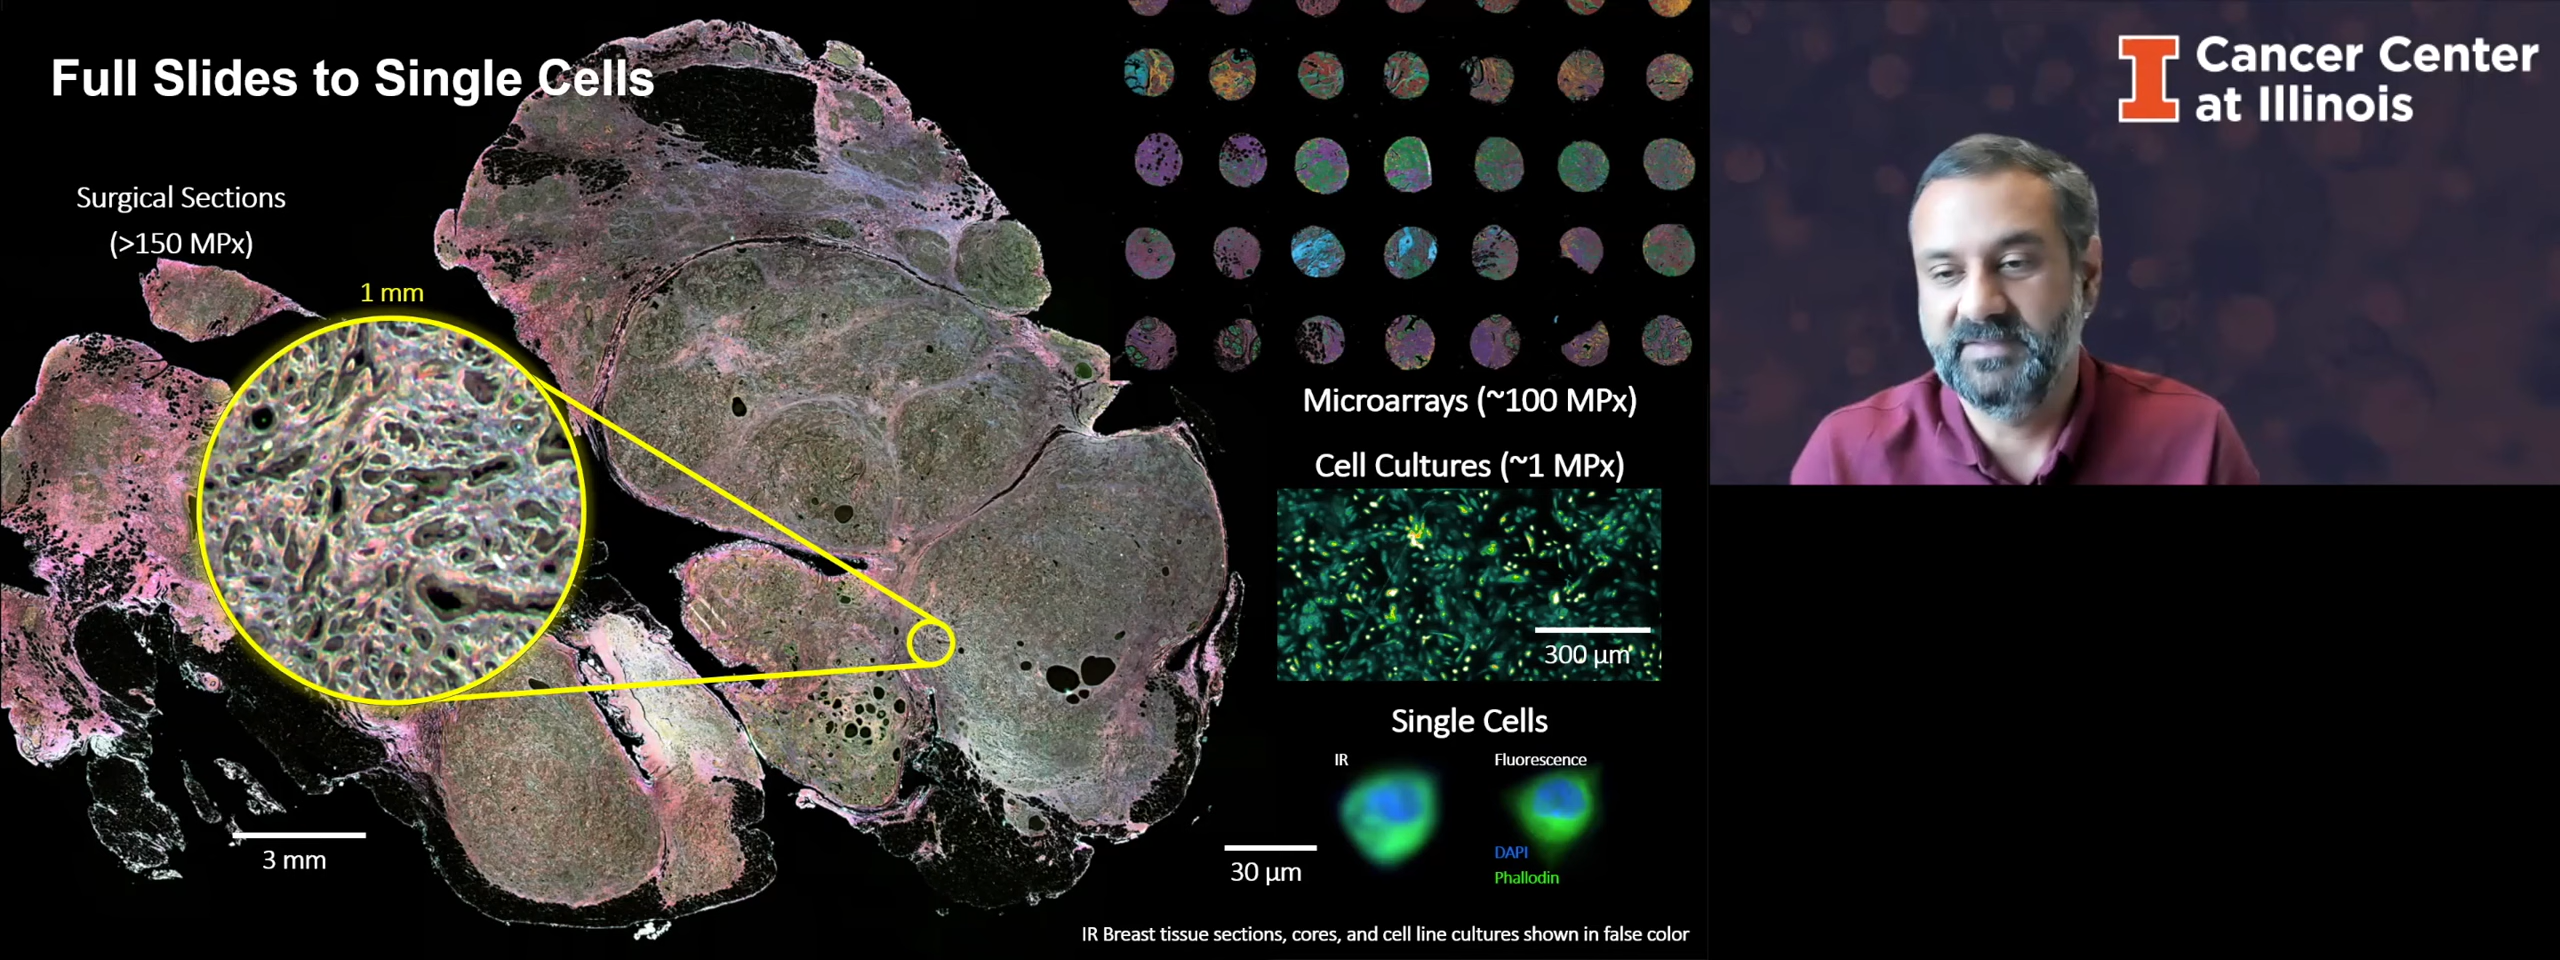 Full Slides to Single Cells
Surgical Sections
(>150 MPx)
1 mm
3 mm
Microarrays (~100 MPx)
Cell Cultures (~1 MPx)
300 µm
Single Cells
IR
Fluorescence
DAPI
Phallodin
30 µm
IR Breast tissue sections, cores, and cell line cultures shown in false color
I Cancer Center
at Illinois